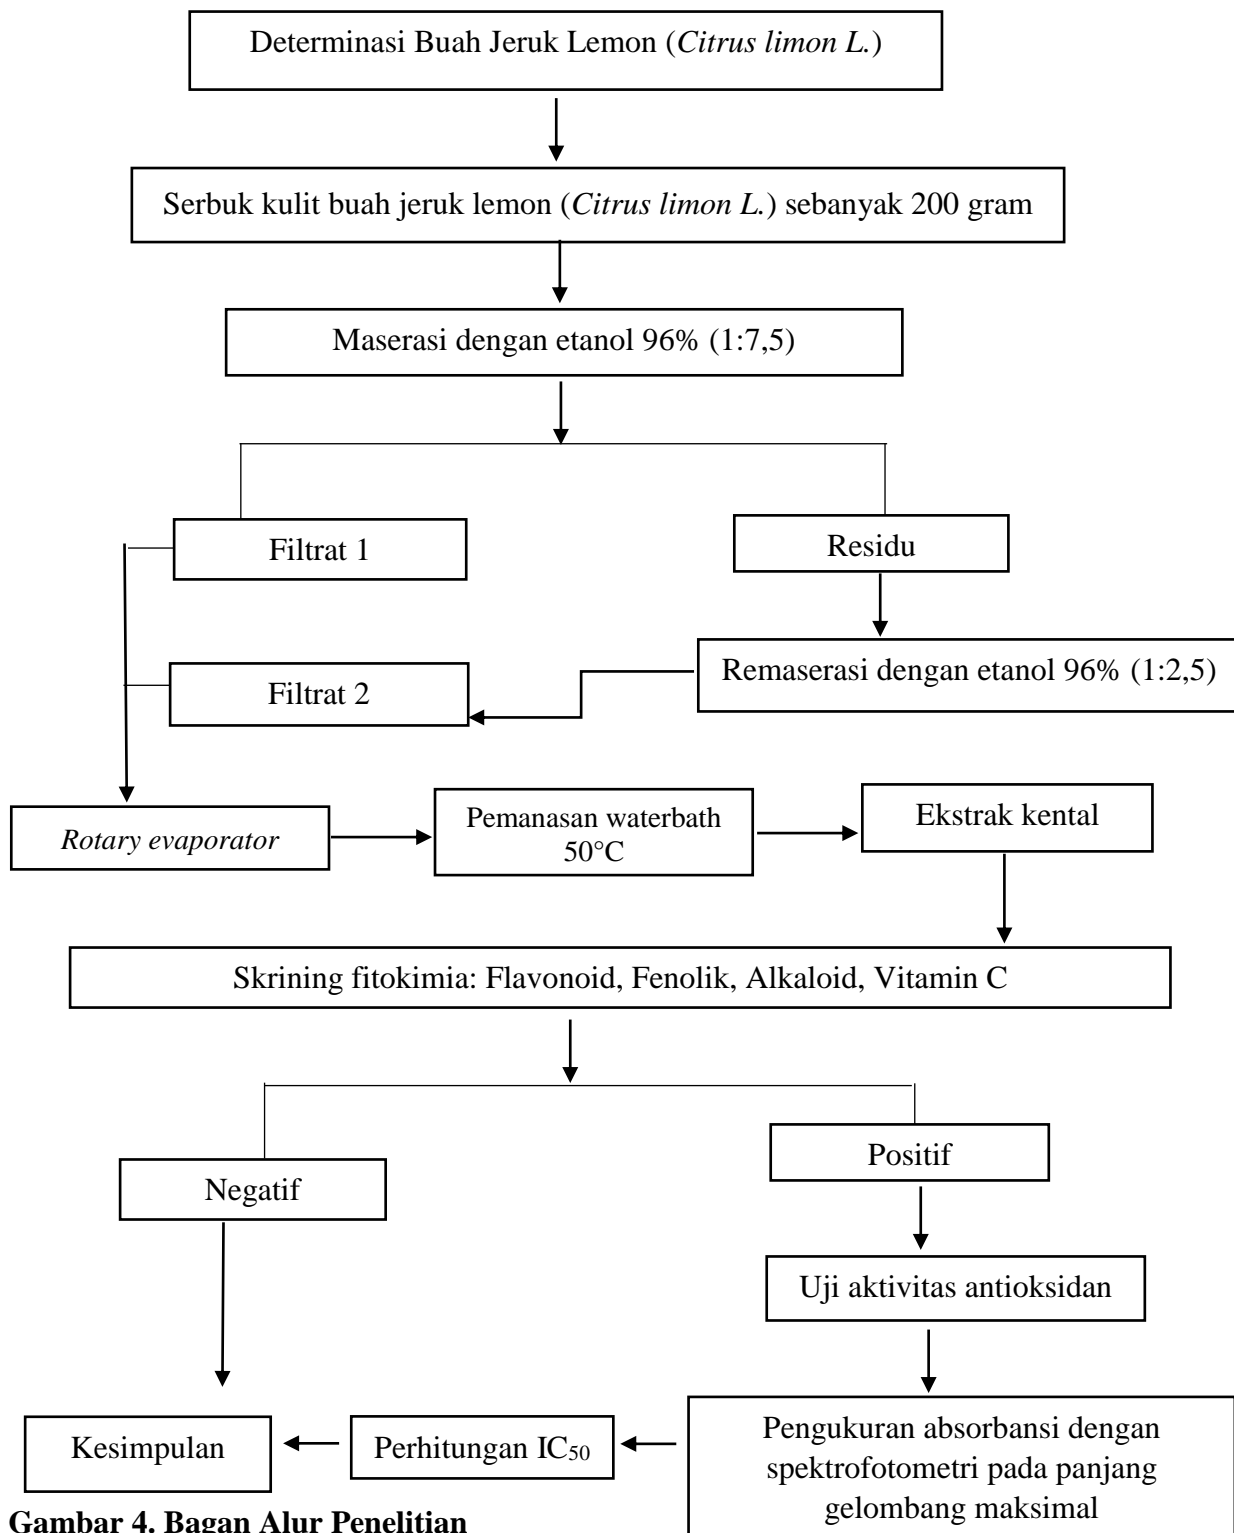 Determinasi Buah Jeruk Lemon (Citrus limon L.)
Serbuk kulit buah jeruk lemon (Citrus limon L.) sebanyak 200 gram
Maserasi dengan etanol 96% (1:7,5)
Filtrat 1
Residu
Remaserasi dengan etanol 96% (1:2,5)
Filtrat 2
Rotary evaporator
Pemanasan waterbath
50°C
Ekstrak kental
Skrining fitokimia: Flavonoid, Fenolik, Alkaloid, Vitamin C
Negatif
Positif
Uji aktivitas antioksidan
Pengukuran absorbansi dengan
spektrofotometri pada panjang
gelombang maksimal
Perhitungan IC50
Kesimpulan
Gambar 4. Bagan Alur Penelitian